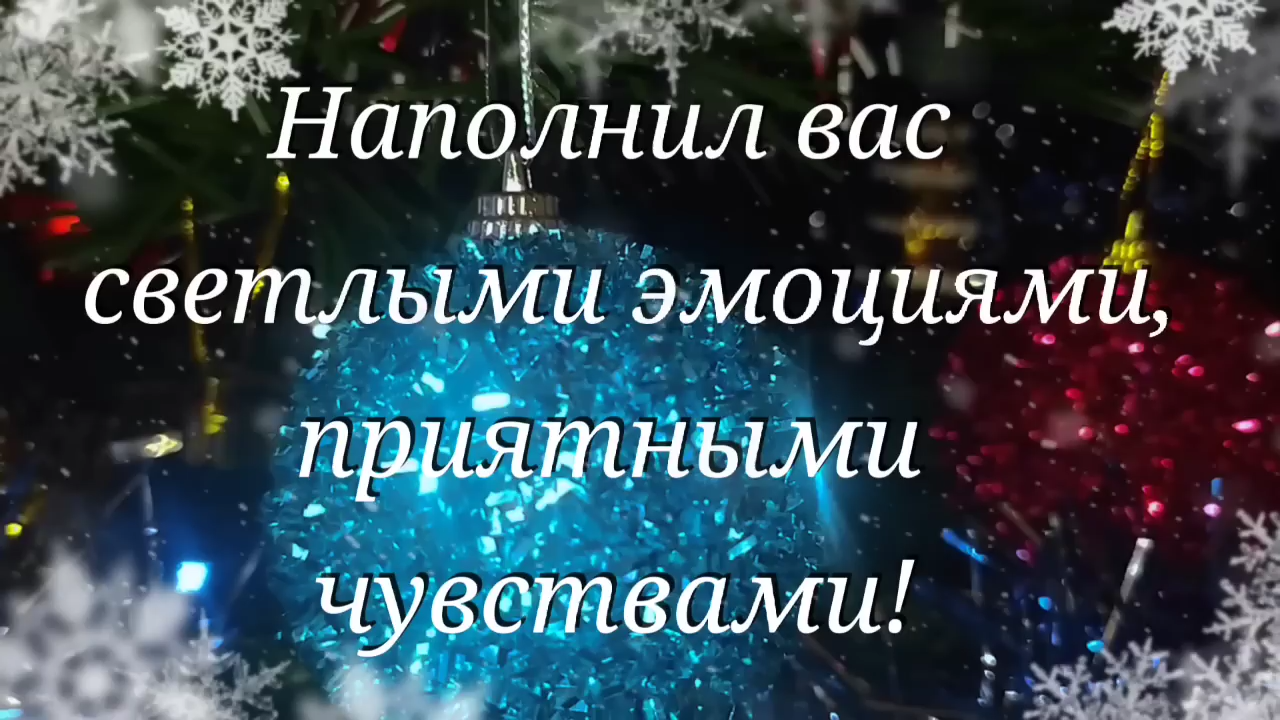 Наполнил вас
светлыми эмоциями,
приятными
чувствами!